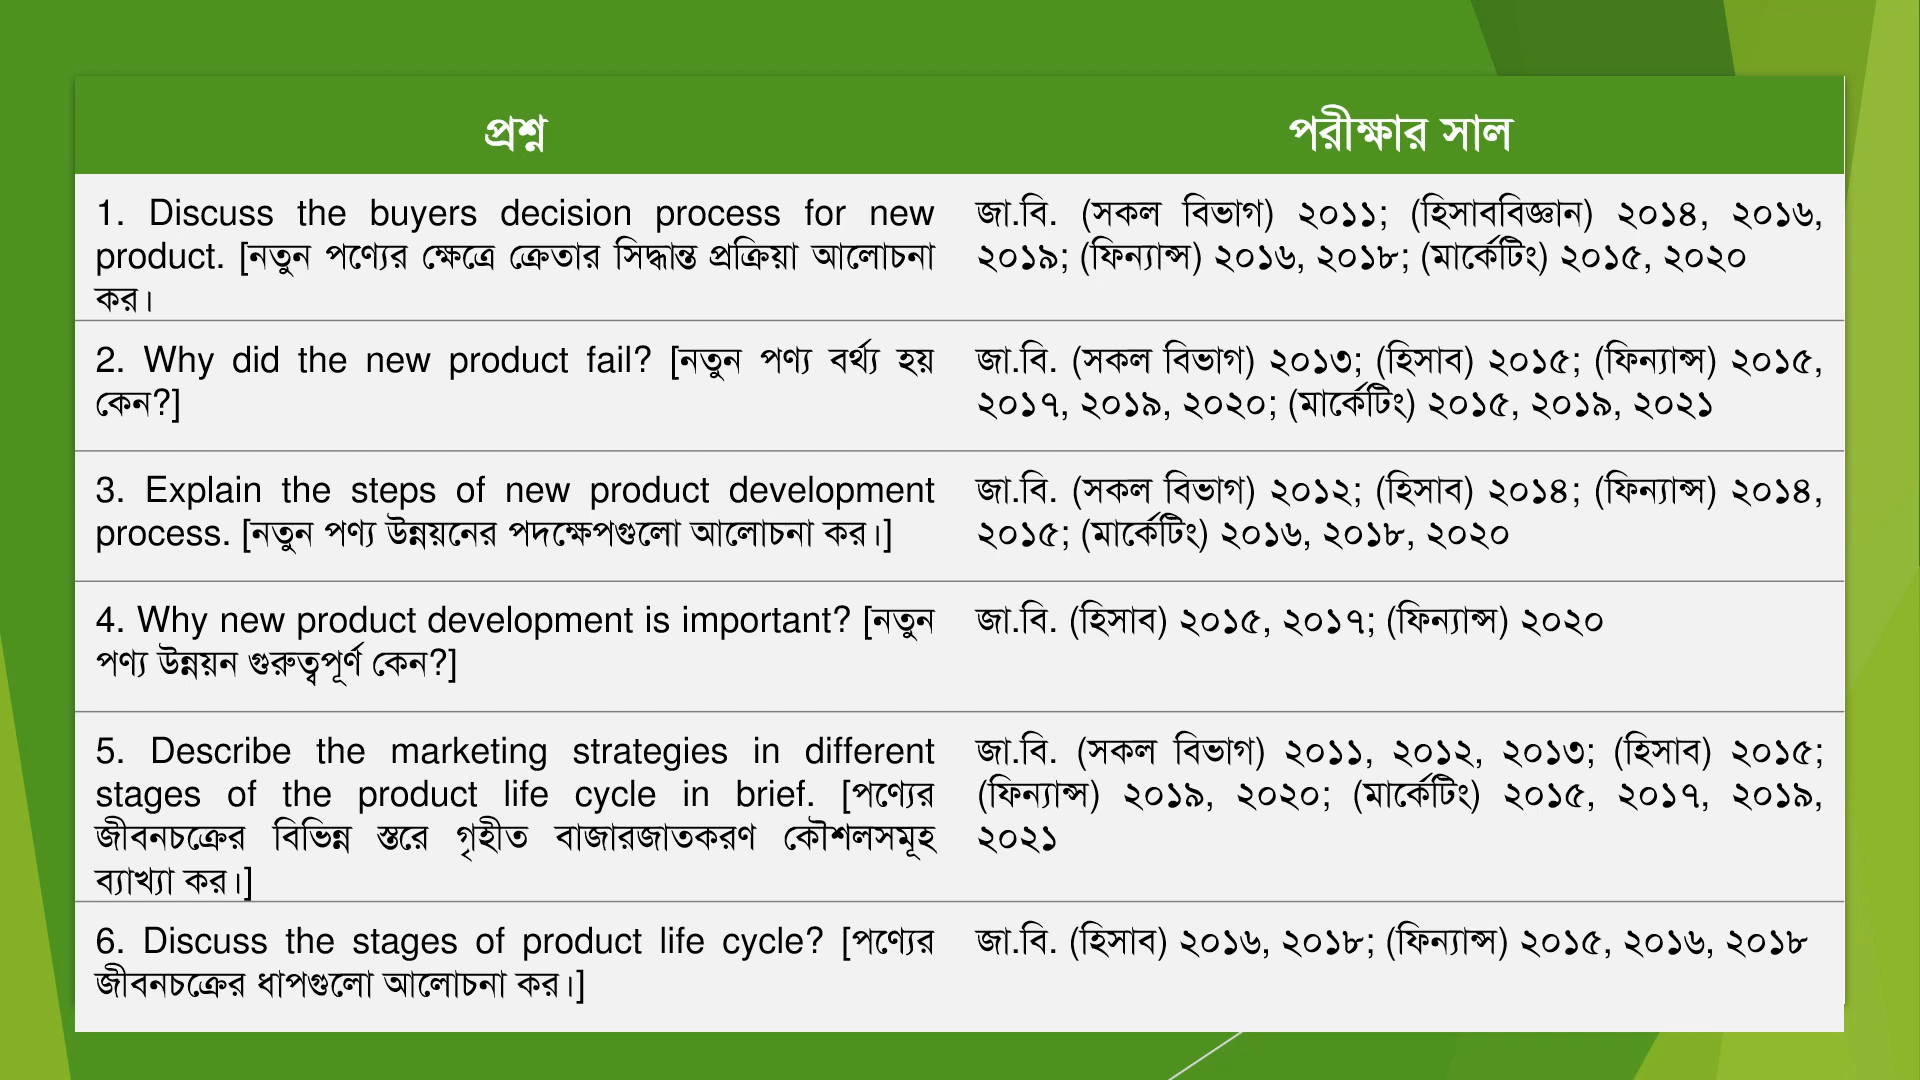 প্রশ্ন
পরীক্ষার সাল
1. Discuss the buyers decision process for new
product. [নতুন পণ্যের ক্ষেত্রে ক্রেতার সিদ্ধান্ত প্রক্রিয়া আলোচনা
কর।
জা.বি. (সকল বিভাগ) ২০১১; (হিসাববিজ্ঞান) ২০১৪, ২০১৬,
২০১৯; (ফিন্যান্স) ২০১৬, ২০১৮; (মার্কেটিং) ২০১৫, ২০২০
2. Why did the new product fail? [নতুন পণ্য বর্থ্য হয়
কেন?]
জা.বি. (সকল বিভাগ) ২০১৩; (হিসাব) ২০১৫; (ফিন্যান্স) ২০১৫,
২০১৭, ২০১৯, ২০২০; (মার্কেটিং) ২০১৫, ২০১৯, ২০২১
3. Explain the steps of new product development
process. [নতুন পণ্য উন্নয়নের পদক্ষেপগুলো আলোচনা কর।]
জা.বি. (সকল বিভাগ) ২০১২; (হিসাব) ২০১৪; (ফিন্যান্স) ২০১৪,
২০১৫; (মার্কেটিং) ২০১৬, ২০১৮, ২০২০
4. Why new product development is important? [নতুন
পণ্য উন্নয়ন গুরুত্বপূর্ণ কেন?]
জা.বি. (হিসাব) ২০১৫, ২০১৭; (ফিন্যান্স) ২০২০
5. Describe the marketing strategies in different
stages of the product life cycle in brief. [পণ্যের
জীবনচক্রের বিভিন্ন স্তরে গৃহীত বাজারজাতকরণ কৌশলসমূহ
ব্যাখ্যা কর।]
জা.বি. (সকল বিভাগ) ২০১১, ২০১২, ২০১৩; (হিসাব) ২০১৫;
(ফিন্যান্স) ২০১৯, ২০২০; (মার্কেটিং) ২০১৫, ২০১৭, ২০১৯,
২০২১
6. Discuss the stages of product life cycle? [পণ্যের
জীবনচক্রের ধাপগুলো আলোচনা কর।]
জা.বি. (হিসাব) ২০১৬, ২০১৮; (ফিন্যান্স) ২০১৫, ২০১৬, ২০১৮